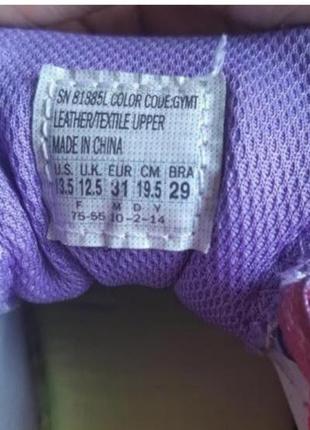 SN 81885L COLOR CODE:GYMT
LEATHER/TEXTILE UPPER
MADE IN CHINA
U.S. U.K. EUR CM BRA
13.5 12.5 31 19.5 29
F M D Y
75-55 10-2-14